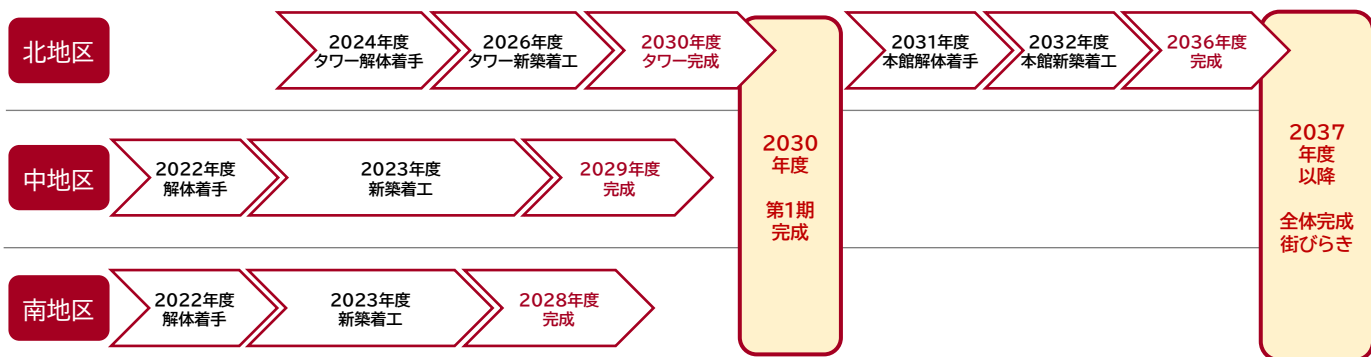 北地区
2024年度
タワー解体着手
2026年度
タワー新築着工
2030年度
タワー完成
2031年度
本館解体着手
2032年度
本館新築着工
2036年度
完成
中地区
2022年度
解体着手
2023年度
新築着工
2029年度
完成
南地区
2022年度
解体着手
2023年度
新築着工
2028年度
完成
2030
年度
第1期
完成
2037
年度
以降
全体完成
街びらき